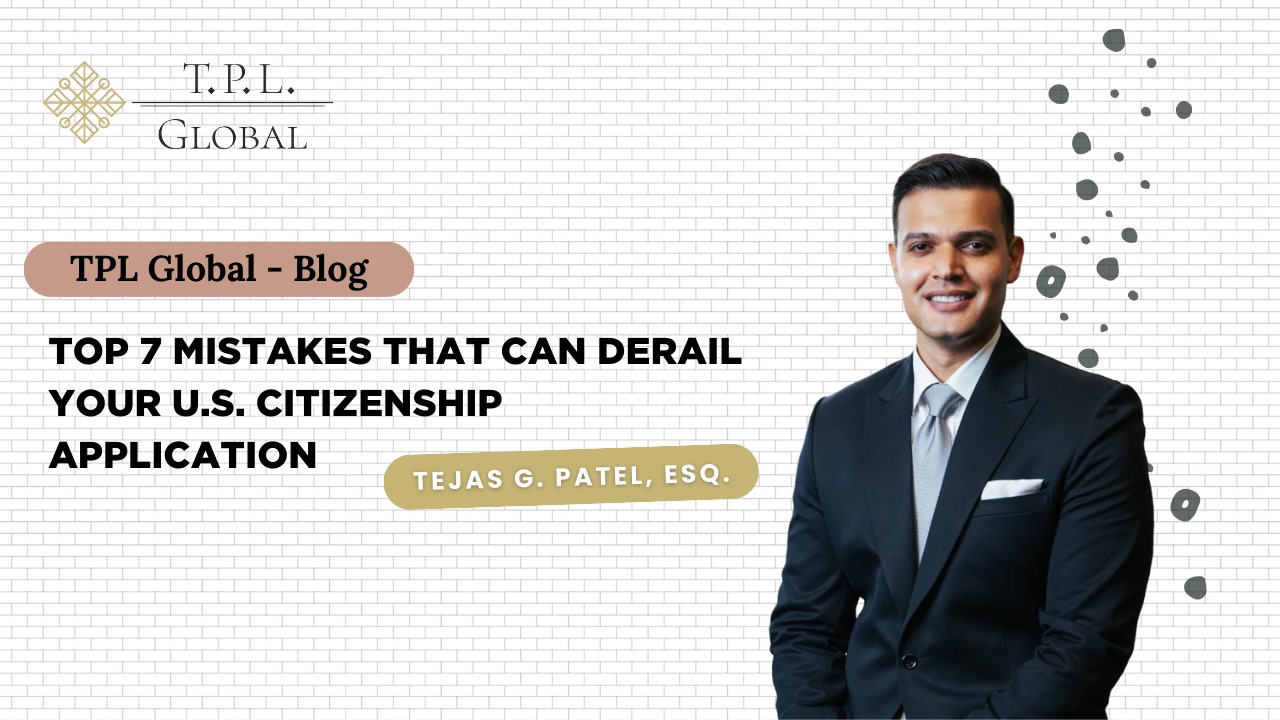 T.P.L.
GLOBAL
TPL Global - Blog
TOP 7 MISTAKES THAT CAN DERAIL
YOUR U.S. CITIZENSHIP
APPLICATION
TEJAS G. PATEL, ESQ.